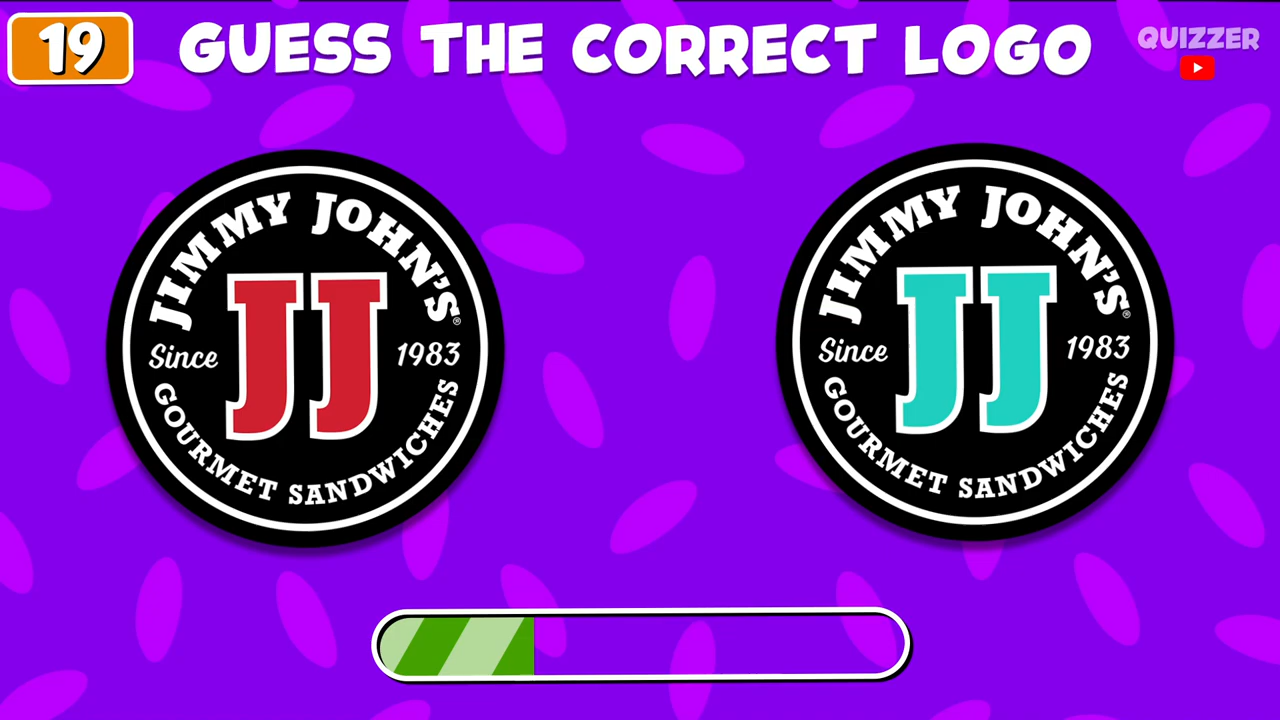 19
GUESS THE CORRECT LOGO
QUIZZER
JIMMY JOHN'S®
JJ
Since 1983
GOURMET SANDWICHES
JIMMY JOHN'S®
JJ
Since 1983
GOURMET SANDWICHES